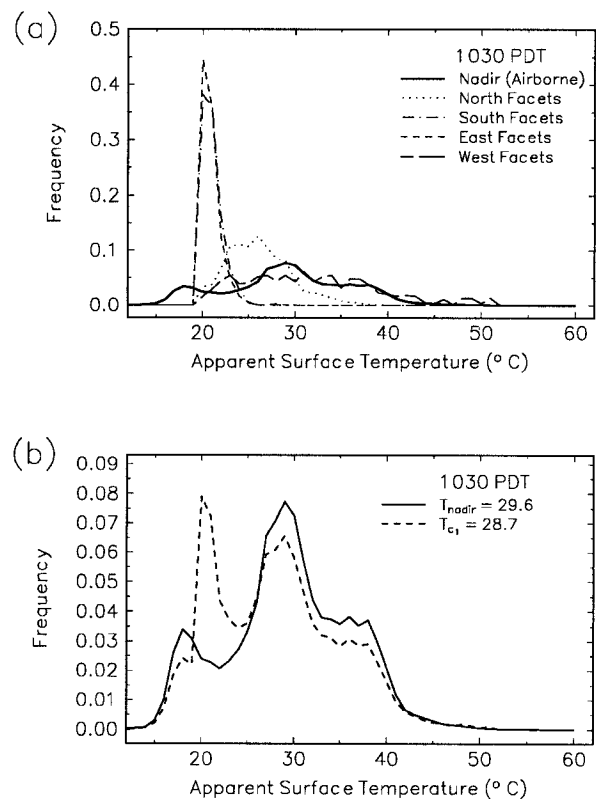 (a)
1030 PDT
Nadir (Airborne)
North Facets
South Facets
East Facets
West Facets
Frequency
0.5
0.4
0.3
0.2
0.1
0.0
20 30 40 50 60
Apparent Surface Temperature (° C)
(b)
1030 PDT
Tnadir = 29.6
Tc1 = 28.7
Frequency
0.09
0.08
0.07
0.06
0.05
0.04
0.03
0.02
0.01
0.00
20 30 40 50 60
Apparent Surface Temperature (° C)